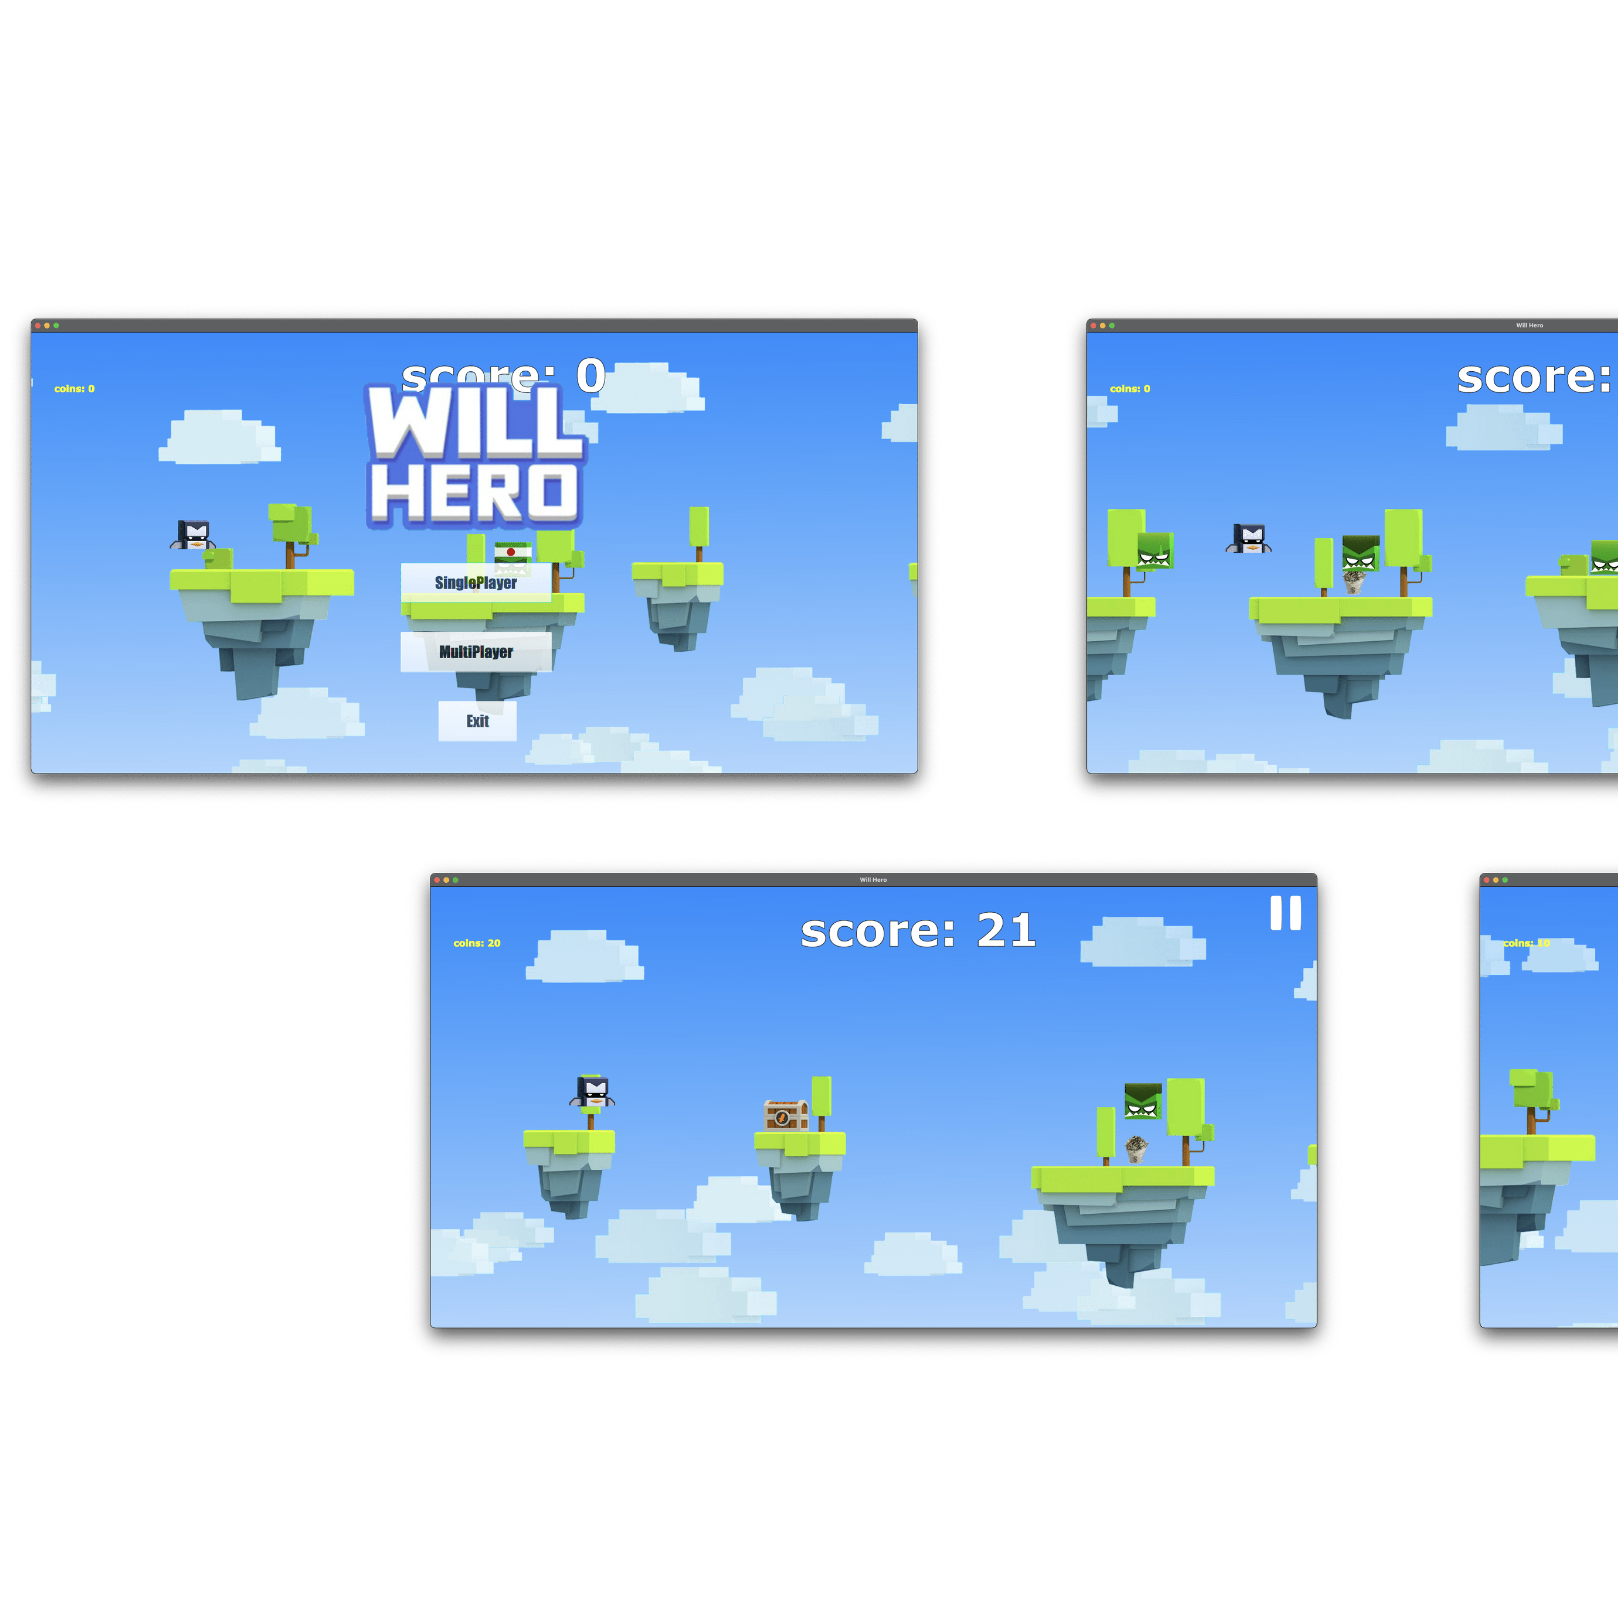 score: 0
coins: 0
WILL
HERO
SinglePlayer
MultiPlayer
Exit
Will Hero
score:
coins: 0
Will Hero
score: 21
coins: 20
coins: 20